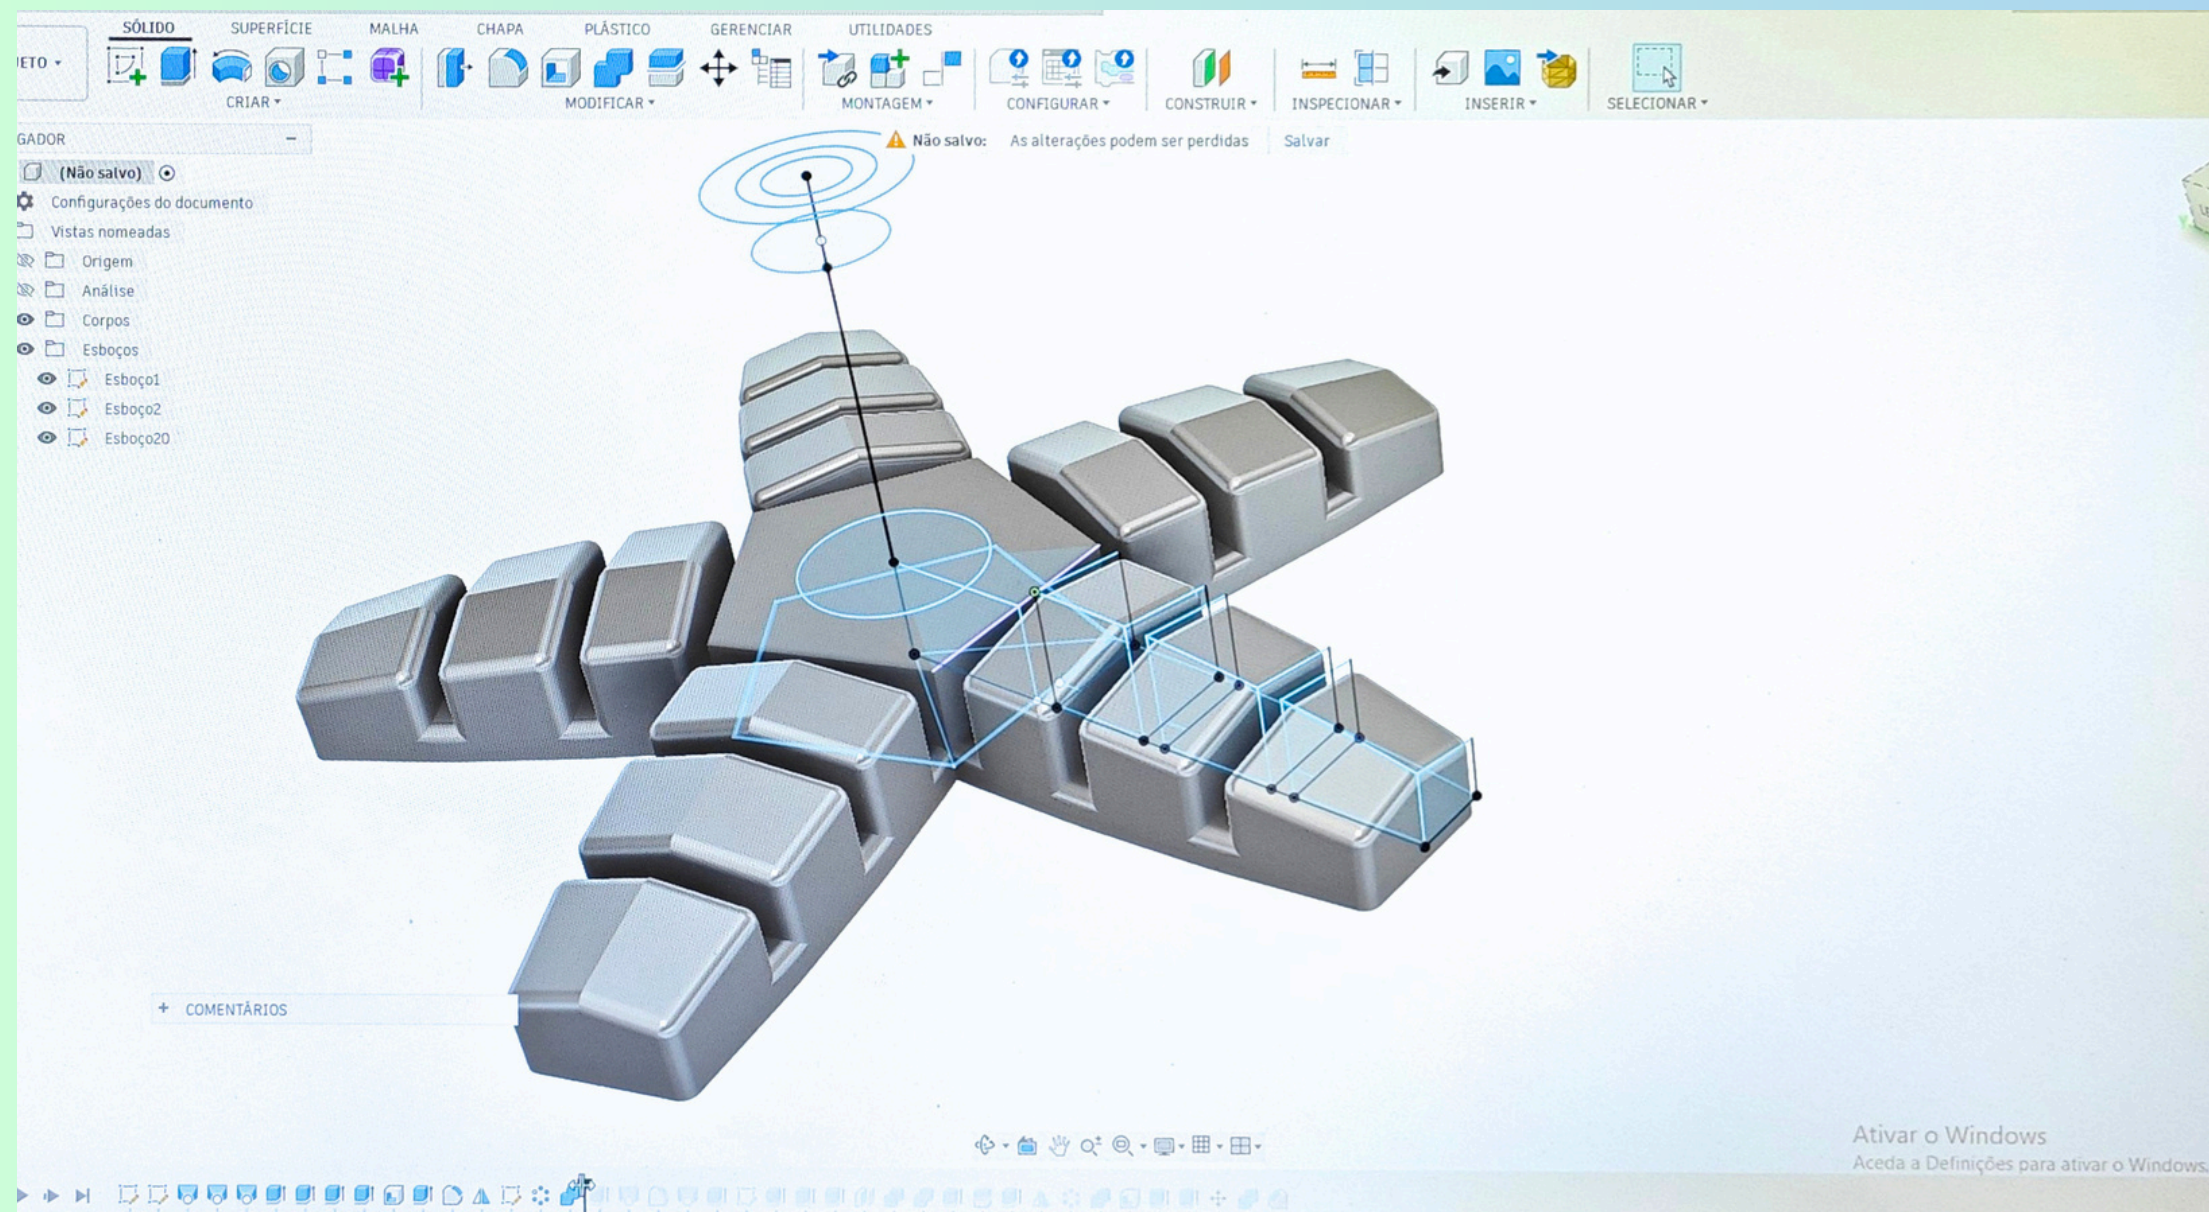 SÓLIDO SUPERFÍCIE MALHA CHAPA PLÁSTICO GERENCIAR UTILIDADES
ETO
CRIAR MODIFICAR MONTAGEM CONFIGURAR CONSTRUIR INSPECIONAR INSERIR SELECIONAR
GADOR
Não salvo: As alterações podem ser perdidas Salvar
(Não salvo)
Configurações do documento
Vistas nomeadas
Origem
Análise
Corpos
Esboços
Esboço1
Esboço2
Esboço20
+ COMENTÁRIOS
Ativar o Windows
Aceda a Definições para ativar o Windows.